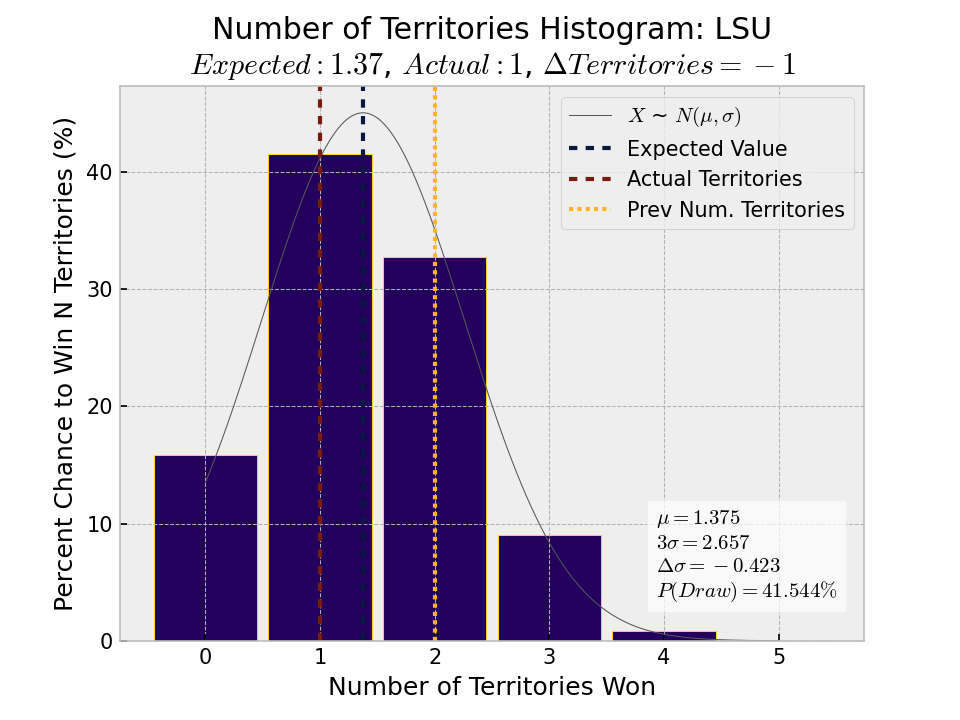 Number of Territories Histogram: LSU
Expected : 1.37, Actual : 1, ΔTerritories = −1
Percent Chance to Win N Territories (%)
40
30
20
10
0
X ~ N(μ, σ)
Expected Value
Actual Territories
Prev Num. Territories
μ = 1.375
3σ = 2.657
Δσ = −0.423
P(Draw) = 41.544%
0 1 2 3 4 5
Number of Territories Won